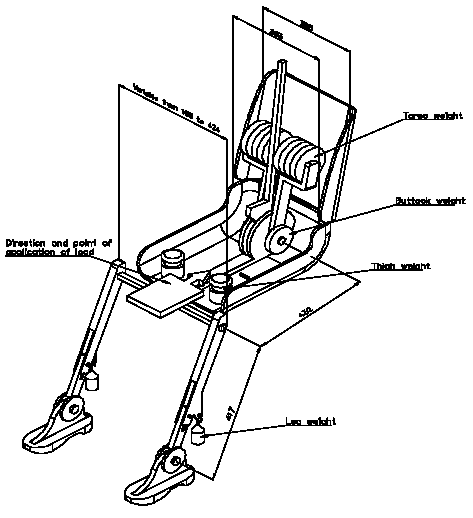 Variable from 108 to 424
Torso weight
Buttock weight
Direction and point of
application of load
Thigh weight
Leg weight